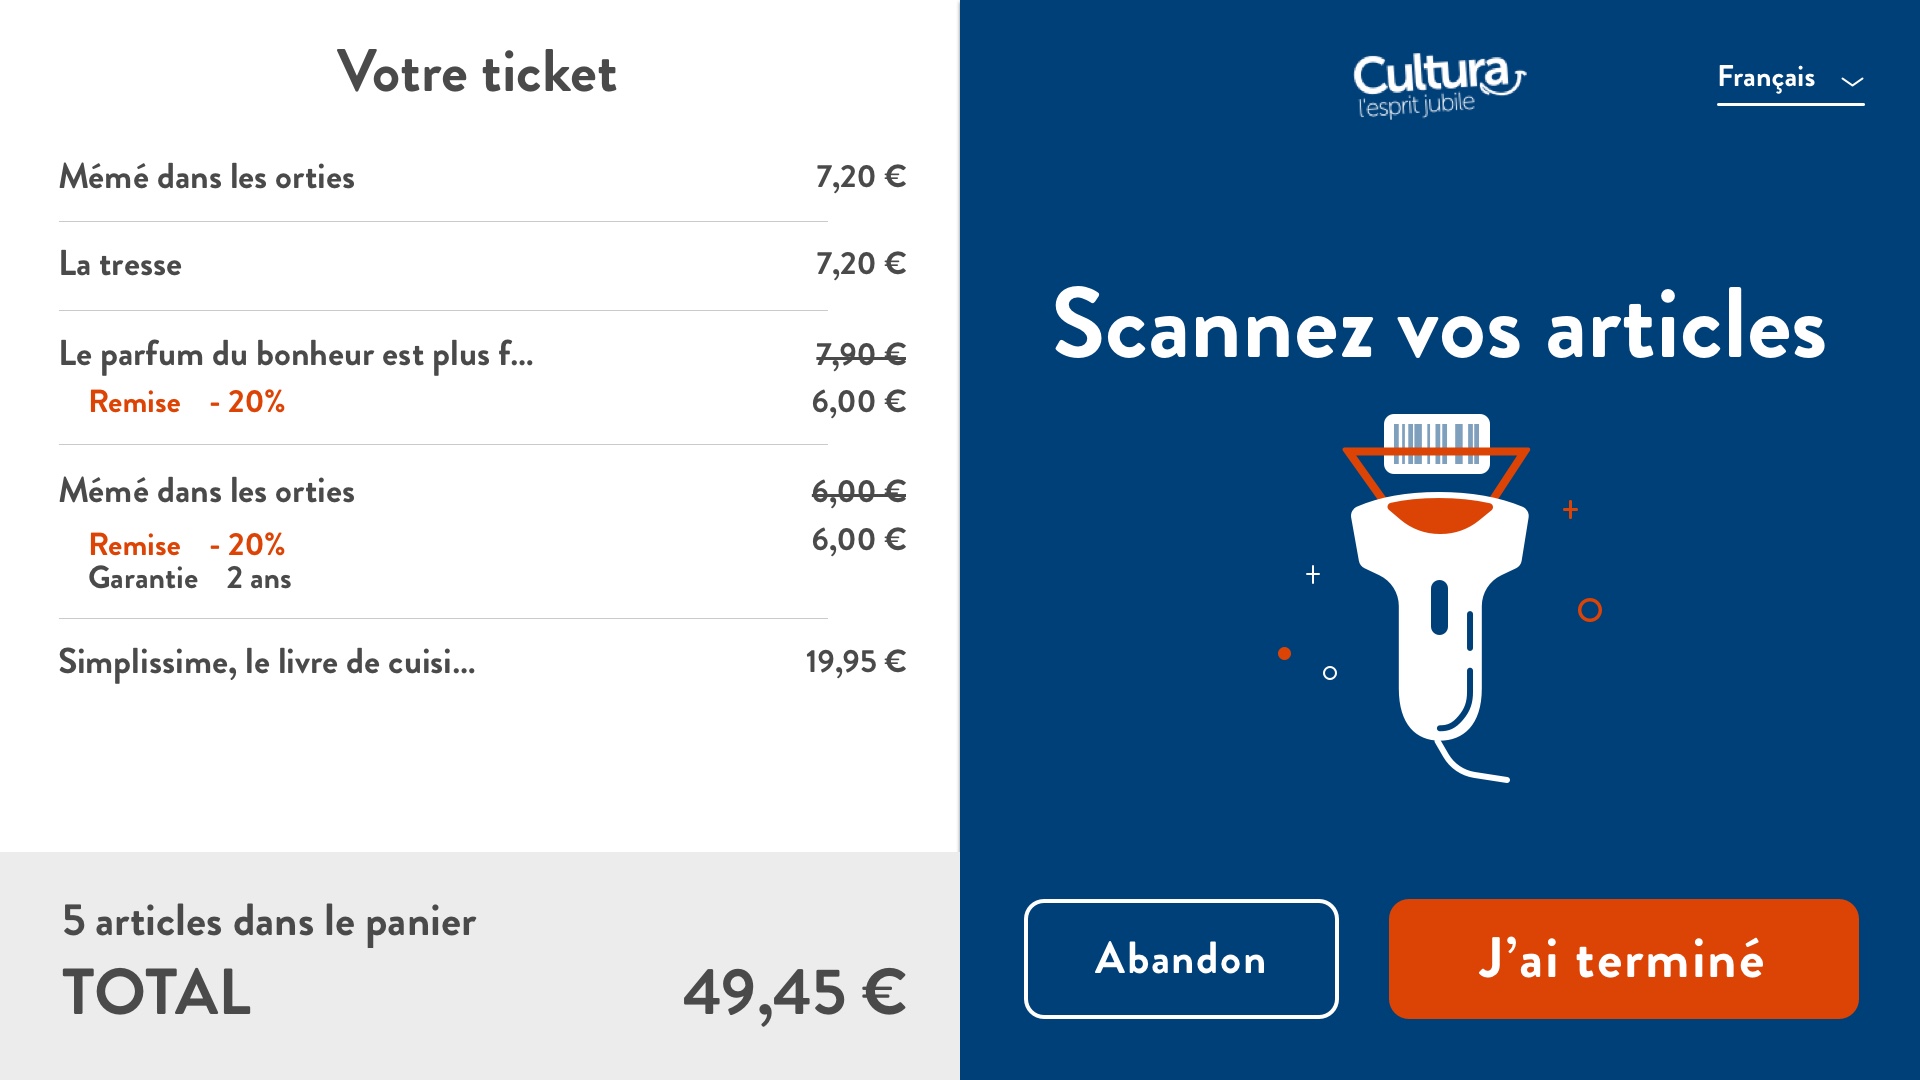 Votre ticket
Mémé dans les orties 7,20 €
La tresse 7,20 €
Le parfum du bonheur est plus f... 7,90 €
Remise - 20% 6,00 €
Mémé dans les orties 6,00 €
Remise - 20% 6,00 €
Garantie 2 ans
Simplissime, le livre de cuisi... 19,95 €
5 articles dans le panier
TOTAL 49,45 €
Cultura
l'esprit jubile
Français
Scannez vos articles
Abandon
J’ai terminé